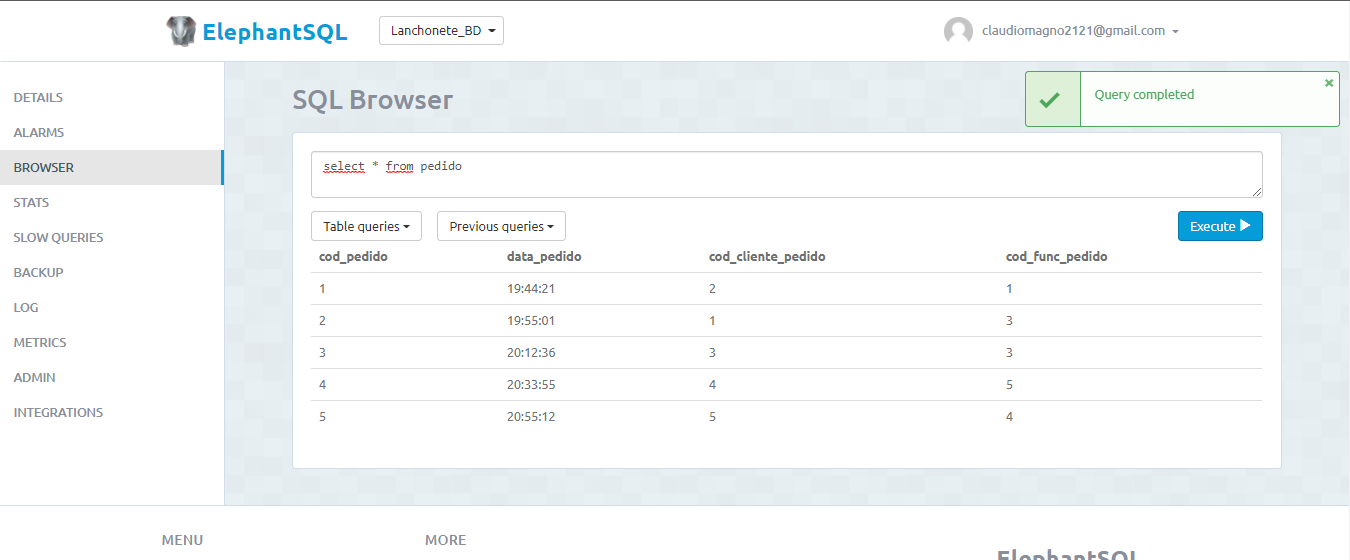 ElephantSQL Lanchonete_BD claudiomagno2121@gmail.com
DETAILS
ALARMS
BROWSER
STATS
SLOW QUERIES
BACKUP
LOG
METRICS
ADMIN
INTEGRATIONS
SQL Browser
Query completed ×
select * from pedido
Table queries Previous queries Execute
cod_pedido data_pedido cod_cliente_pedido cod_func_pedido
1 19:44:21 2 1
2 19:55:01 1 3
3 20:12:36 3 3
4 20:33:55 4 5
5 20:55:12 5 4
MENU MORE ElephantSQL